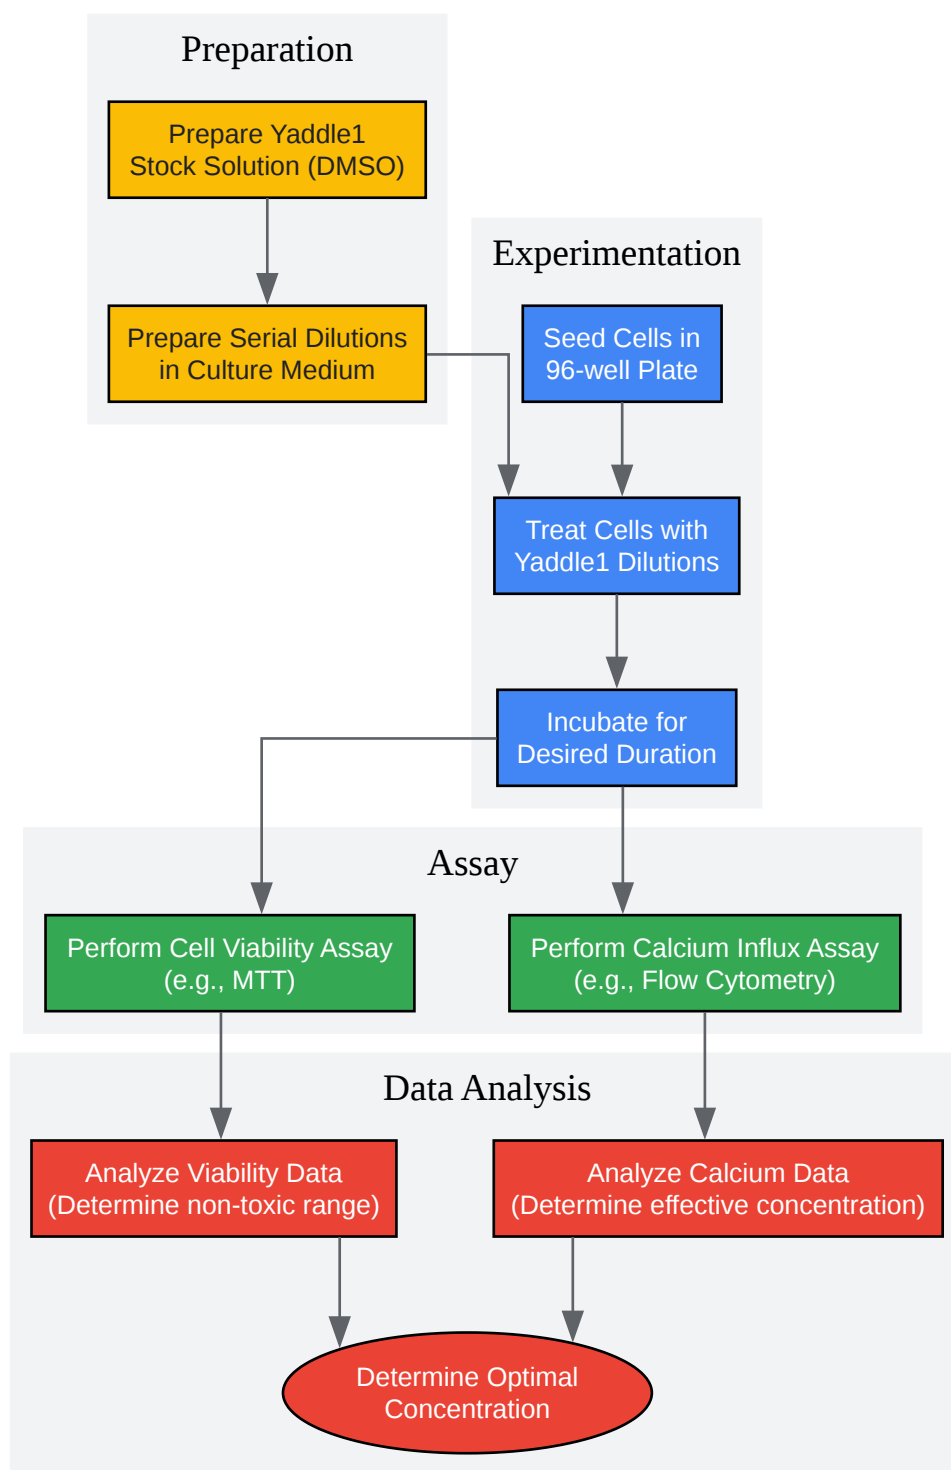 Preparation
Prepare Yaddle1
Stock Solution (DMSO)
Prepare Serial Dilutions
in Culture Medium
Experimentation
Seed Cells in
96-well Plate
Treat Cells with
Yaddle1 Dilutions
Incubate for
Desired Duration
Assay
Perform Cell Viability Assay
(e.g., MTT)
Perform Calcium Influx Assay
(e.g., Flow Cytometry)
Data Analysis
Analyze Viability Data
(Determine non-toxic range)
Analyze Calcium Data
(Determine effective concentration)
Determine Optimal
Concentration